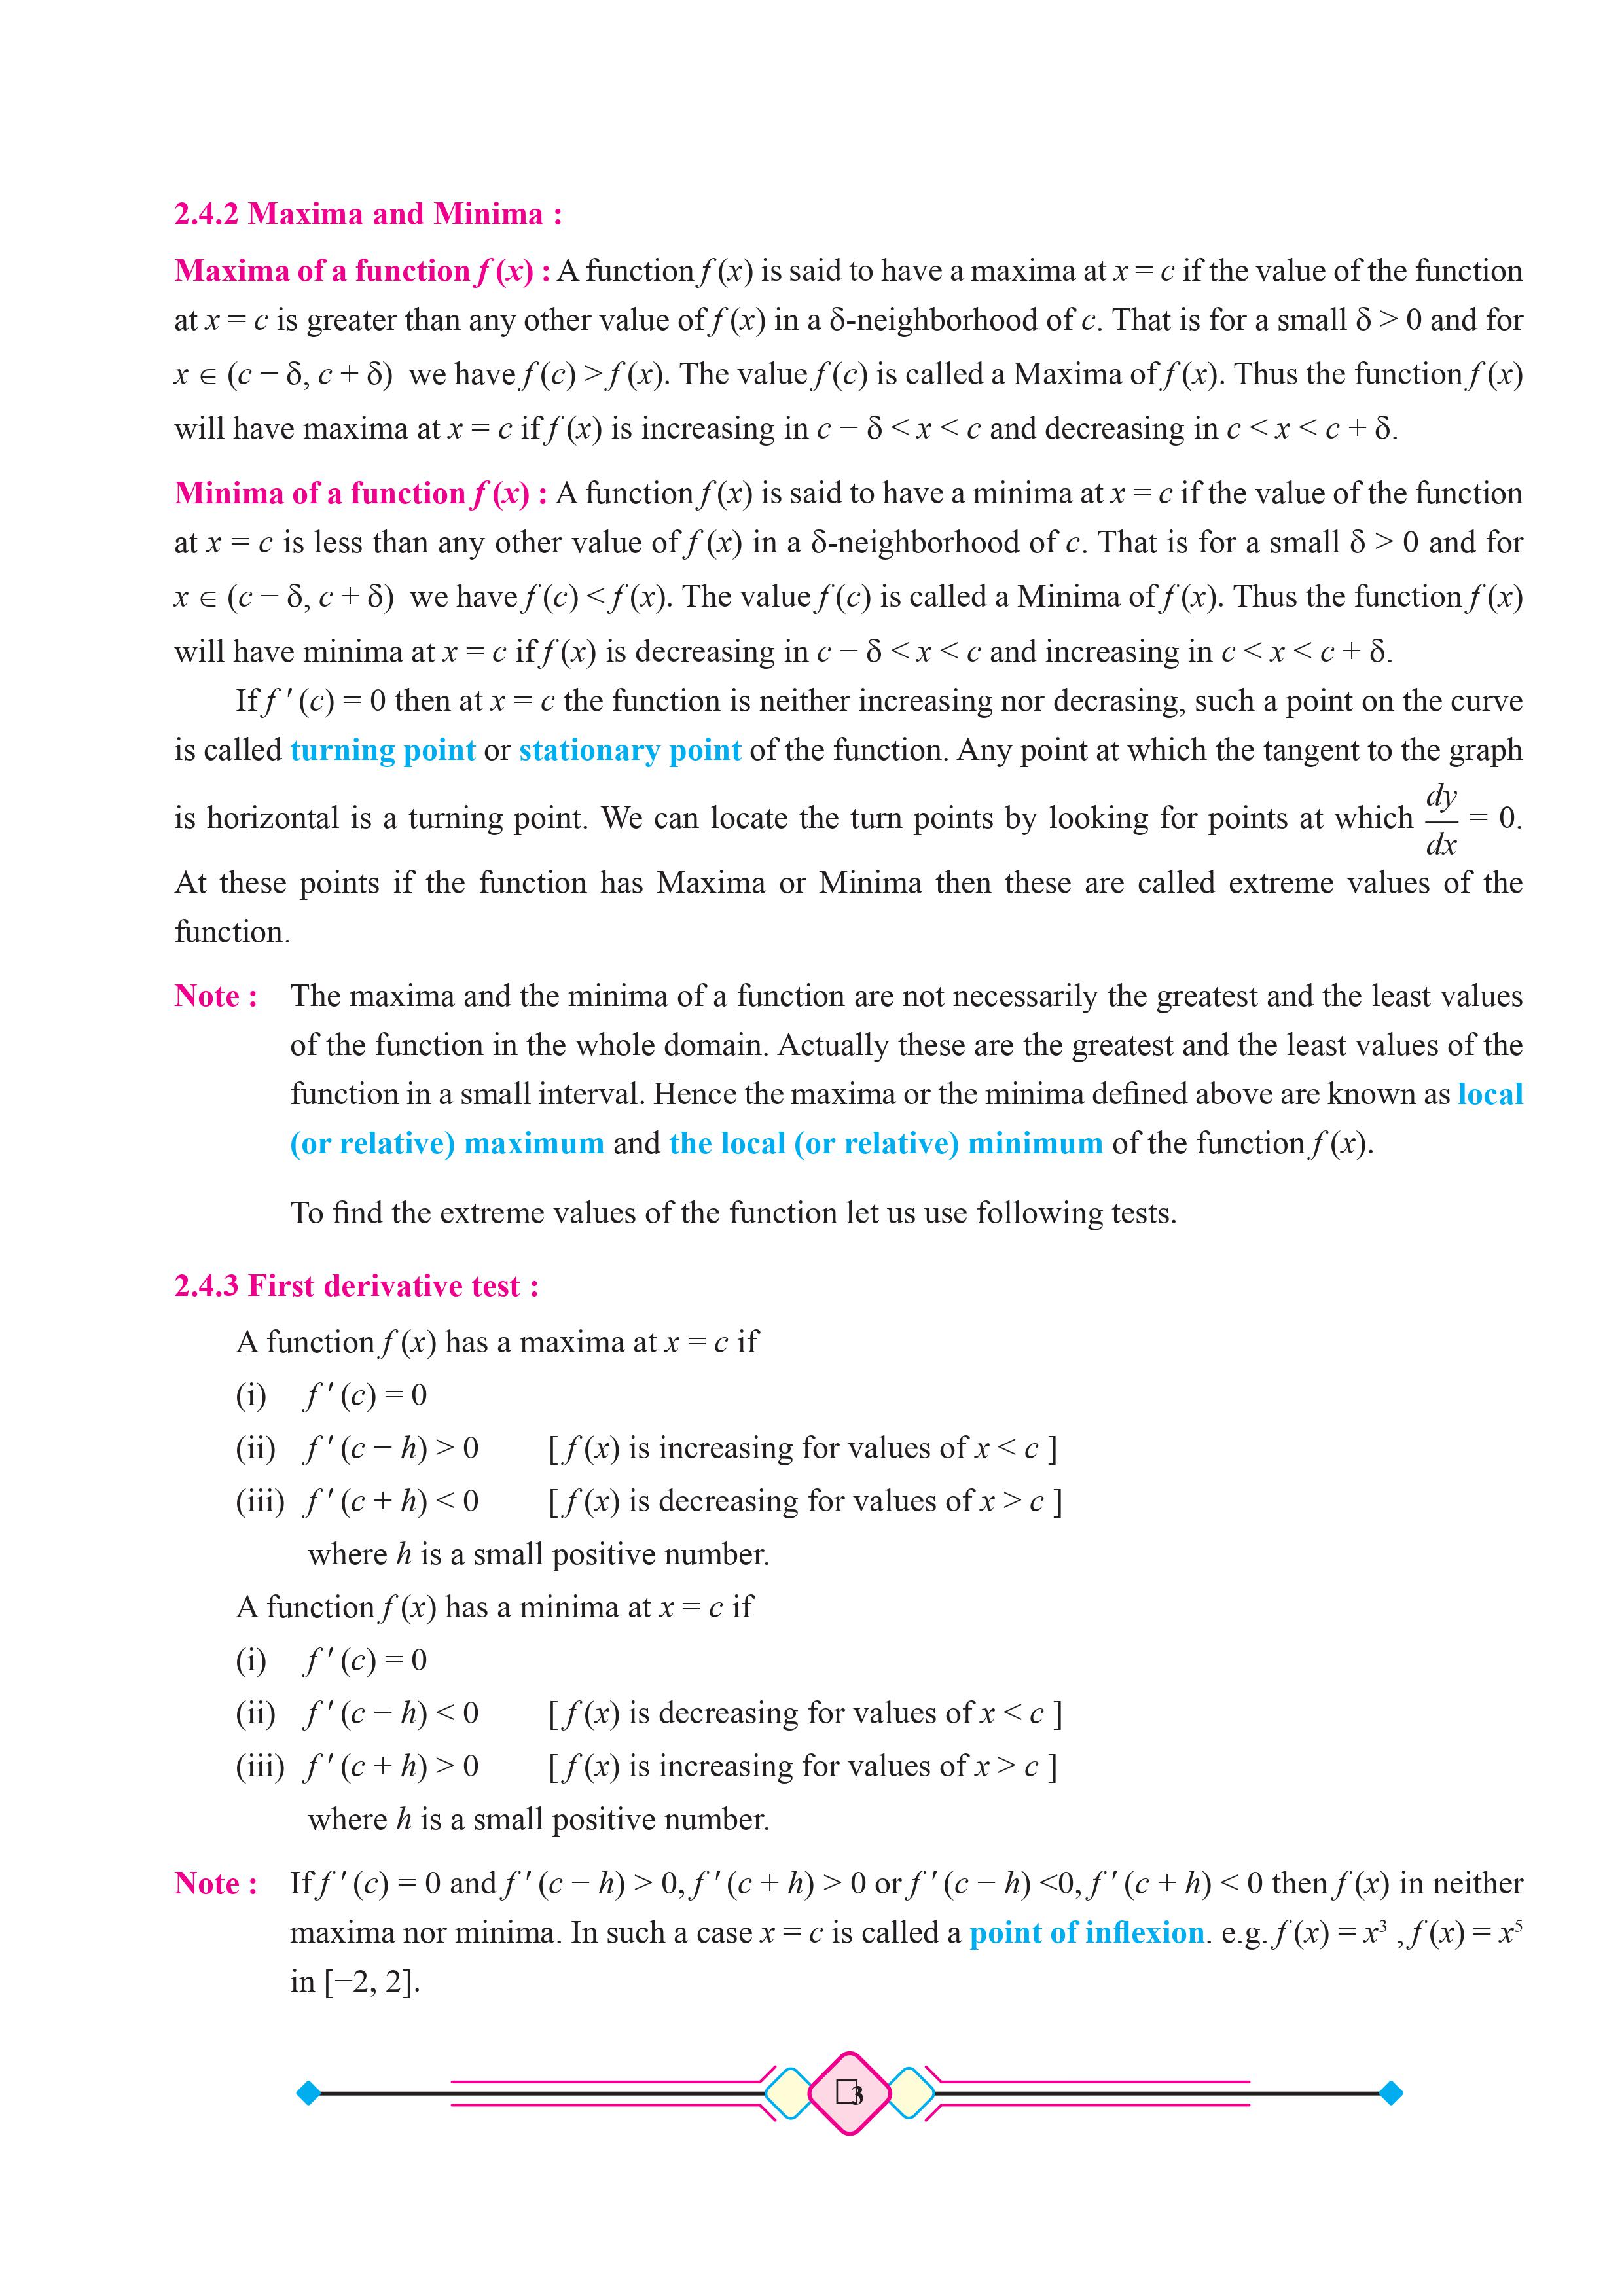 2.4.2 Maxima and Minima :
Maxima of a function f (x) : A function f (x) is said to have a maxima at x = c if the value of the function
at x = c is greater than any other value of f (x) in a δ-neighborhood of c. That is for a small δ > 0 and for
x ∈ (c − δ, c + δ) we have f (c) > f (x). The value f (c) is called a Maxima of f (x). Thus the function f (x)
will have maxima at x = c if f (x) is increasing in c − δ < x < c and decreasing in c < x < c + δ.
Minima of a function f (x) : A function f (x) is said to have a minima at x = c if the value of the function
at x = c is less than any other value of f (x) in a δ-neighborhood of c. That is for a small δ > 0 and for
x ∈ (c − δ, c + δ) we have f (c) < f (x). The value f (c) is called a Minima of f (x). Thus the function f (x)
will have minima at x = c if f (x) is decreasing in c − δ < x < c and increasing in c < x < c + δ.
If f ′ (c) = 0 then at x = c the function is neither increasing nor decrasing, such a point on the curve
is called turning point or stationary point of the function. Any point at which the tangent to the graph
is horizontal is a turning point. We can locate the turn points by looking for points at which dy/dx = 0.
At these points if the function has Maxima or Minima then these are called extreme values of the
function.
Note : The maxima and the minima of a function are not necessarily the greatest and the least values
of the function in the whole domain. Actually these are the greatest and the least values of the
function in a small interval. Hence the maxima or the minima defined above are known as local
(or relative) maximum and the local (or relative) minimum of the function f (x).
To find the extreme values of the function let us use following tests.
2.4.3 First derivative test :
A function f (x) has a maxima at x = c if
(i) f ′ (c) = 0
(ii) f ′ (c − h) > 0 [ f (x) is increasing for values of x < c ]
(iii) f ′ (c + h) < 0 [ f (x) is decreasing for values of x > c ]
where h is a small positive number.
A function f (x) has a minima at x = c if
(i) f ′ (c) = 0
(ii) f ′ (c − h) < 0 [ f (x) is decreasing for values of x < c ]
(iii) f ′ (c + h) > 0 [ f (x) is increasing for values of x > c ]
where h is a small positive number.
Note : If f ′ (c) = 0 and f ′ (c − h) > 0, f ′ (c + h) > 0 or f ′ (c − h) <0, f ′ (c + h) < 0 then f (x) in neither
maxima nor minima. In such a case x = c is called a point of inflexion. e.g. f (x) = x³ , f (x) = x⁵
in [−2, 2].